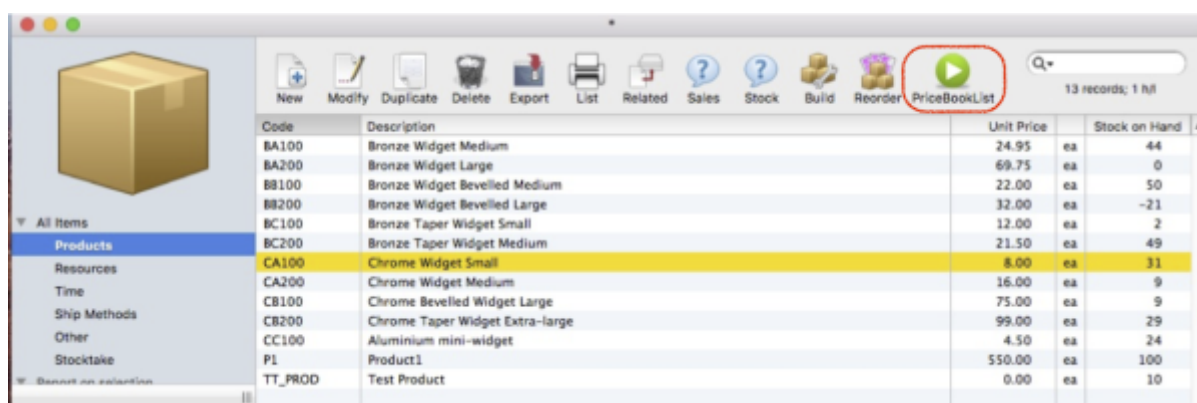 New Modify Duplicate Delete Export List Related Sales Stock Build Reorder PriceBookList
13 records; 1 h/l
Code Description Unit Price Stock on Hand
BA100 Bronze Widget Medium 24.95 ea 44
BA200 Bronze Widget Large 69.75 ea 0
BB100 Bronze Widget Bevelled Medium 22.00 ea 50
BB200 Bronze Widget Bevelled Large 32.00 ea -21
BC100 Bronze Taper Widget Small 12.00 ea 2
BC200 Bronze Taper Widget Medium 21.50 ea 49
CA100 Chrome Widget Small 8.00 ea 31
CA200 Chrome Widget Medium 16.00 ea 9
CB100 Chrome Bevelled Widget Large 75.00 ea 9
CB200 Chrome Taper Widget Extra-large 99.00 ea 29
CC100 Aluminium mini-widget 4.50 ea 24
P1 Product1 550.00 ea 100
TT_PROD Test Product 0.00 ea 10
All Items
Products
Resources
Time
Ship Methods
Other
Stocktake
Report on selection